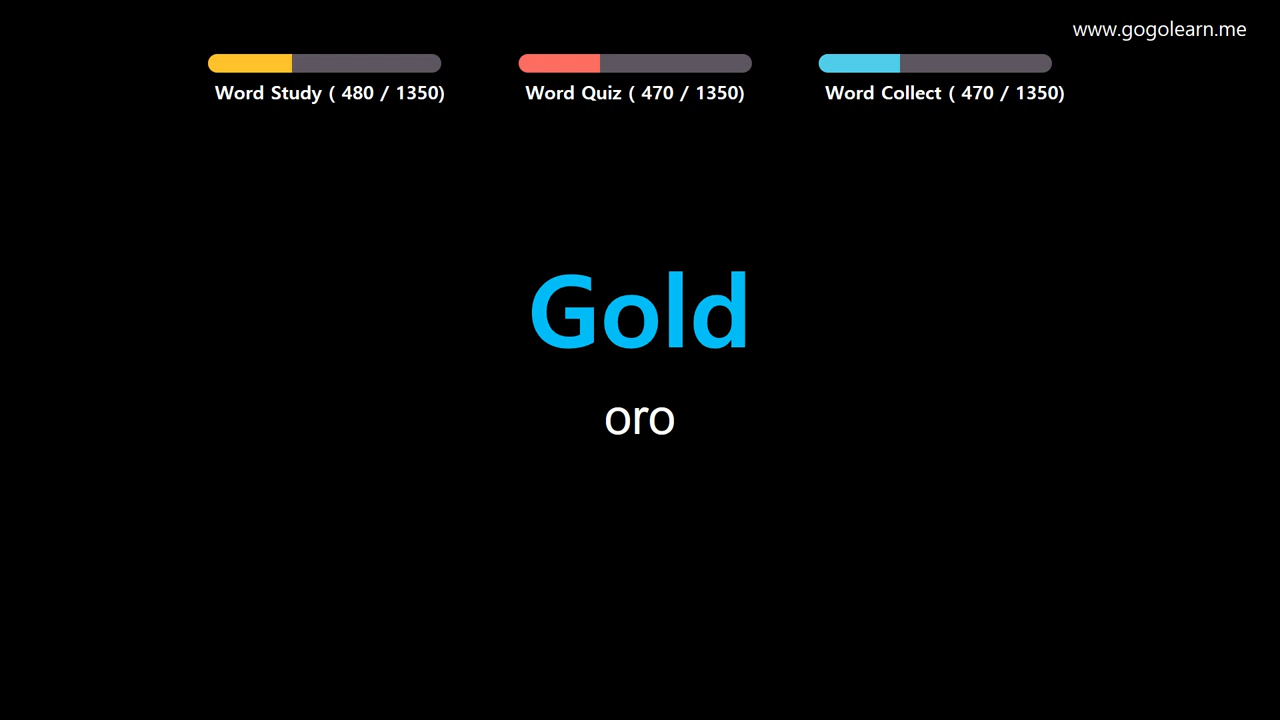 www.gogolearn.me
Word Study ( 480 / 1350)
Word Quiz ( 470 / 1350)
Word Collect ( 470 / 1350)
Gold
oro